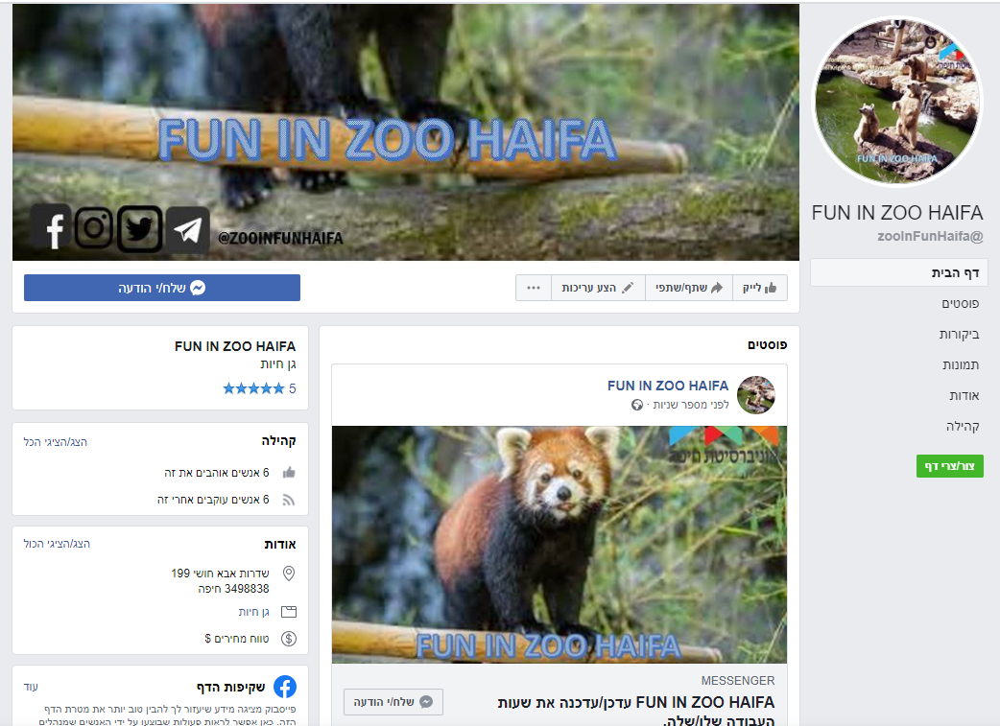 FUN IN ZOO HAIFA
@ZOOINFUNHAIFA
FUN IN ZOO HAIFA
FUN IN ZOO HAIFA
@zooInFunHaifa
דף הבית
פוסטים
ביקורות
תמונות
אודות
קהילה
צור/צרי דף
לייק
שתף/שתפי
הצע עריכות
שלח/י הודעה
פוסטים
FUN IN ZOO HAIFA
לפני מספר שניות ·
אוניברסיטת חיפה
FUN IN ZOO HAIFA
MESSENGER
FUN IN ZOO HAIFA עדכן/עדכנה את שעות
העבודה שלו/שלה.
שלח/י הודעה
FUN IN ZOO HAIFA
גן חיות
5
קהילה
הצג/הציגי הכל
6 אנשים אוהבים את זה
6 אנשים עוקבים אחרי זה
אודות
הצג/הציגי הכול
שדרות אבא חושי 199
3498838 חיפה
גן חיות
טווח מחירים $
שקיפות הדף
עוד
פייסבוק מציגה מידע שיעזור לך להבין טוב יותר את מטרת הדף
הזה. כאן אפשר לראות פעולות שבוצעו על ידי האנשים שמנהלים